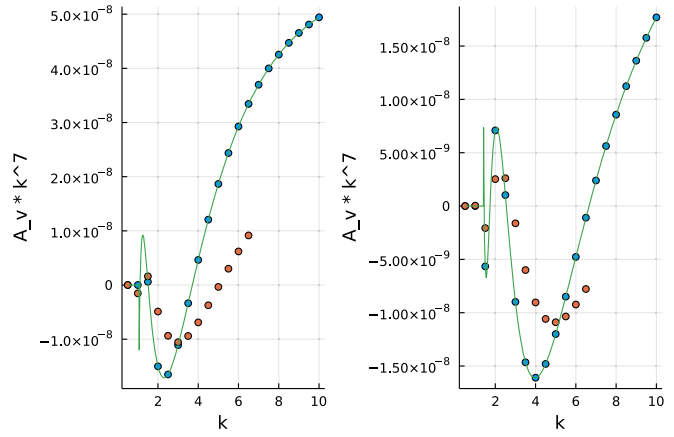 5.0×10⁻⁸
4.0×10⁻⁸
3.0×10⁻⁸
2.0×10⁻⁸
1.0×10⁻⁸
0
−1.0×10⁻⁸
A_v * k^7
2 4 6 8 10
k
1.50×10⁻⁸
1.00×10⁻⁸
5.00×10⁻⁹
0
−5.00×10⁻⁹
−1.00×10⁻⁸
−1.50×10⁻⁸
A_v * k^7
2 4 6 8 10
k